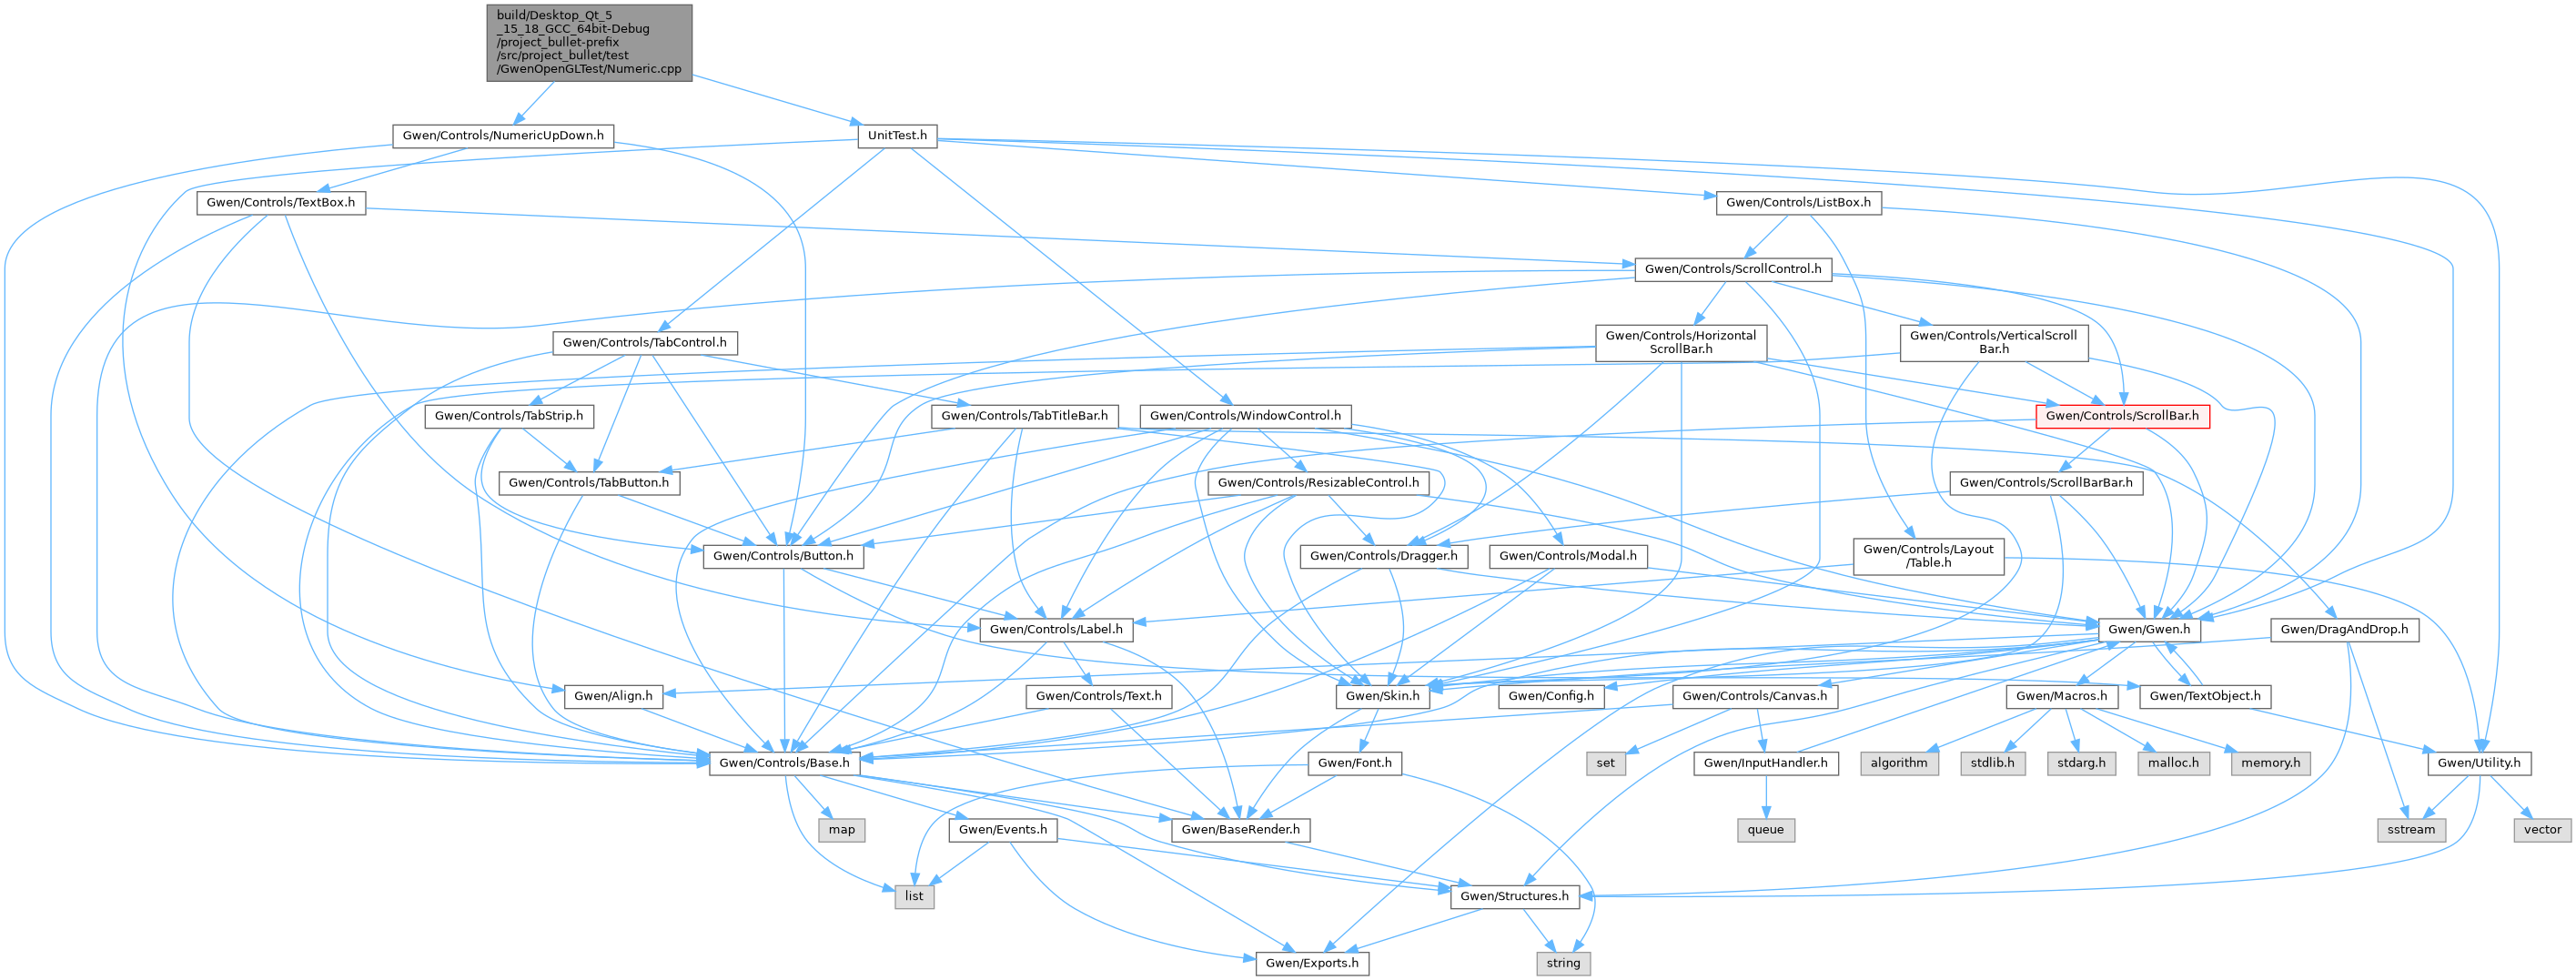 build/Desktop_Qt_5
_15_18_GCC_64bit-Debug
/project_bullet-prefix
/src/project_bullet/test
/GwenOpenGLTest/Numeric.cpp
Gwen/Controls/NumericUpDown.h
UnitTest.h
Gwen/Controls/TextBox.h
Gwen/Controls/ListBox.h
Gwen/Controls/ScrollControl.h
Gwen/Controls/TabControl.h
Gwen/Controls/Horizontal
ScrollBar.h
Gwen/Controls/VerticalScroll
Bar.h
Gwen/Controls/TabStrip.h
Gwen/Controls/TabTitleBar.h
Gwen/Controls/WindowControl.h
Gwen/Controls/ScrollBar.h
Gwen/Controls/TabButton.h
Gwen/Controls/ResizableControl.h
Gwen/Controls/ScrollBarBar.h
Gwen/Controls/Button.h
Gwen/Controls/Dragger.h
Gwen/Controls/Modal.h
Gwen/Controls/Layout
/Table.h
Gwen/Controls/Label.h
Gwen/Gwen.h
Gwen/DragAndDrop.h
Gwen/Align.h
Gwen/Controls/Text.h
Gwen/Skin.h
Gwen/Config.h
Gwen/Controls/Canvas.h
Gwen/Macros.h
Gwen/TextObject.h
Gwen/Controls/Base.h
Gwen/Font.h
set
Gwen/InputHandler.h
algorithm
stdlib.h
stdarg.h
malloc.h
memory.h
Gwen/Utility.h
map
Gwen/Events.h
Gwen/BaseRender.h
queue
sstream
vector
list
Gwen/Structures.h
Gwen/Exports.h
string